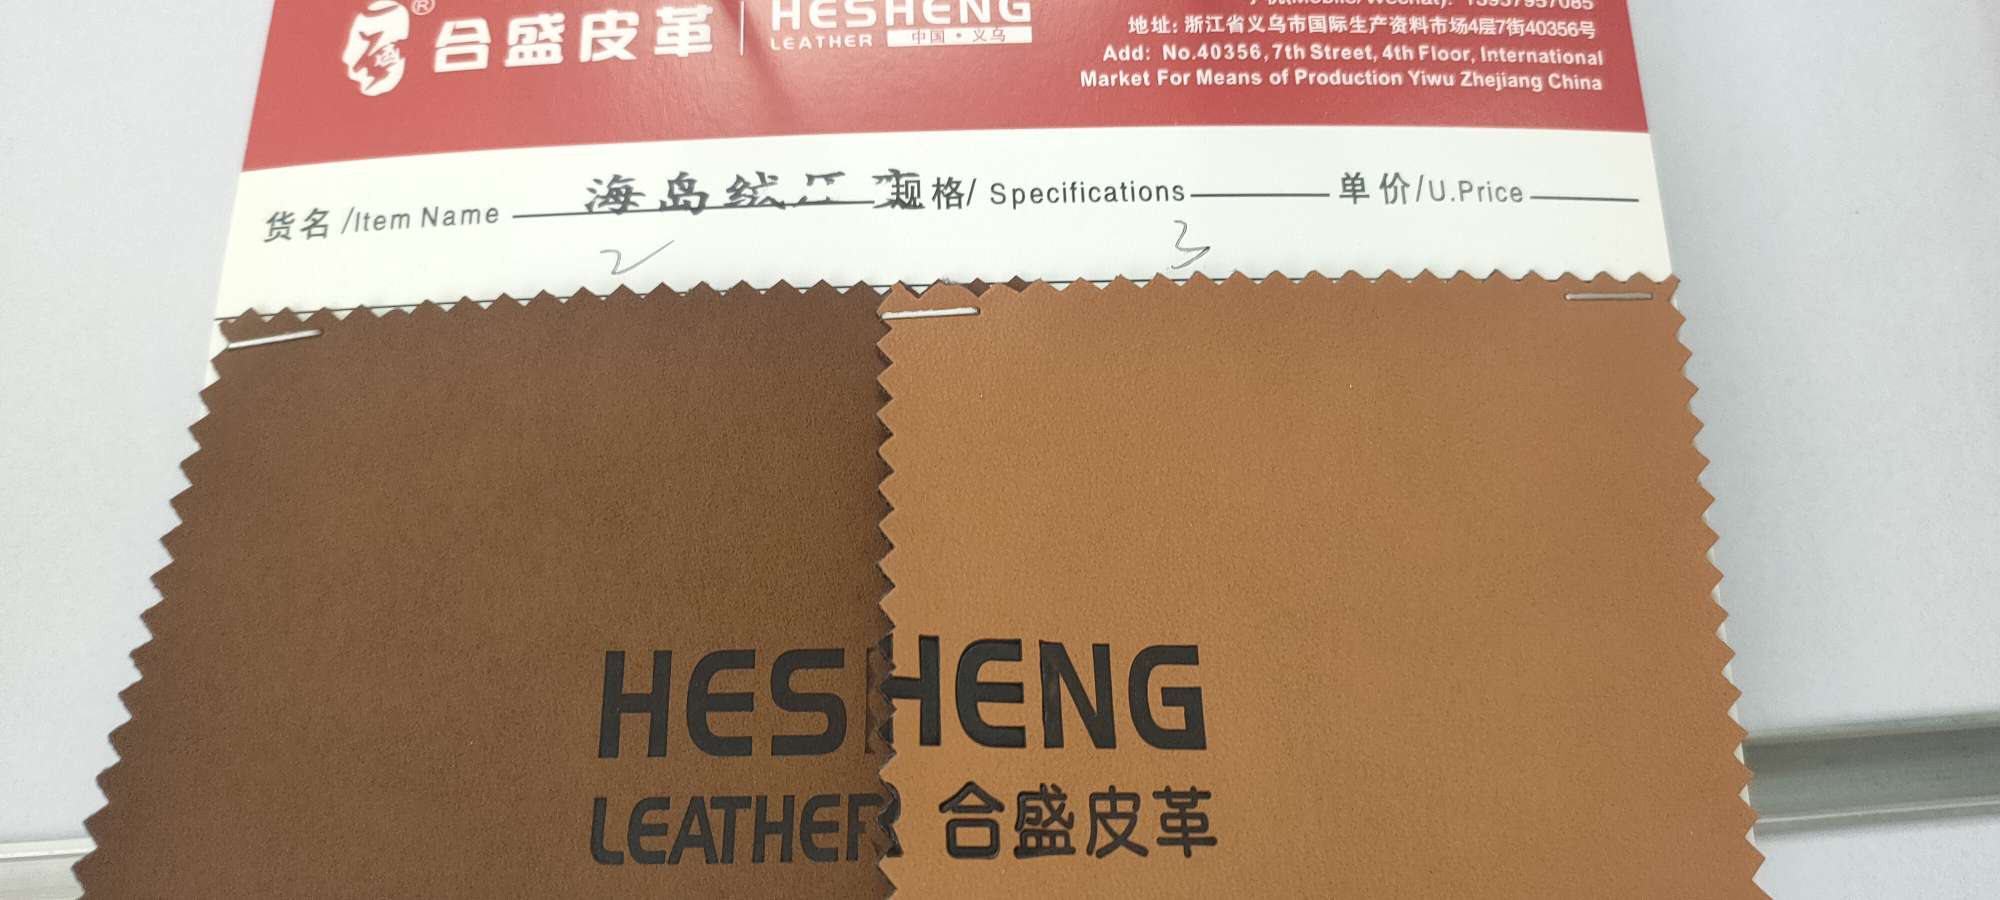 合盛皮革® HESHENG
LEATHER 中国·义乌
地址: 浙江省义乌市国际生产资料市场4层7街40356号
Add: No.40356,7th Street, 4th Floor, International
Market For Means of Production Yiwu Zhejiang China
货名/Item Name 海岛绒压变 规格/ Specifications 单价/U.Price
2 3
HESHENG
LEATHER 合盛皮革